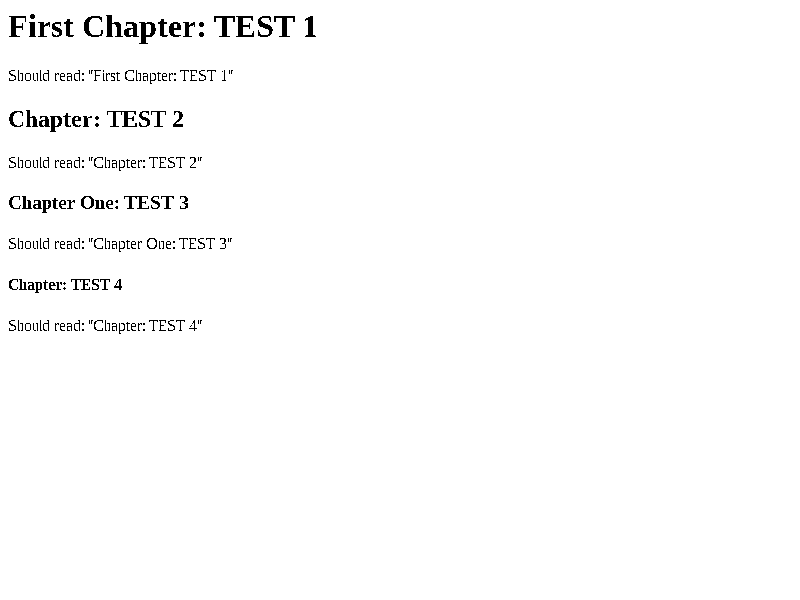 First Chapter: TEST 1
Should read: "First Chapter: TEST 1"
Chapter: TEST 2
Should read: "Chapter: TEST 2"
Chapter One: TEST 3
Should read: "Chapter One: TEST 3"
Chapter: TEST 4
Should read: "Chapter: TEST 4"